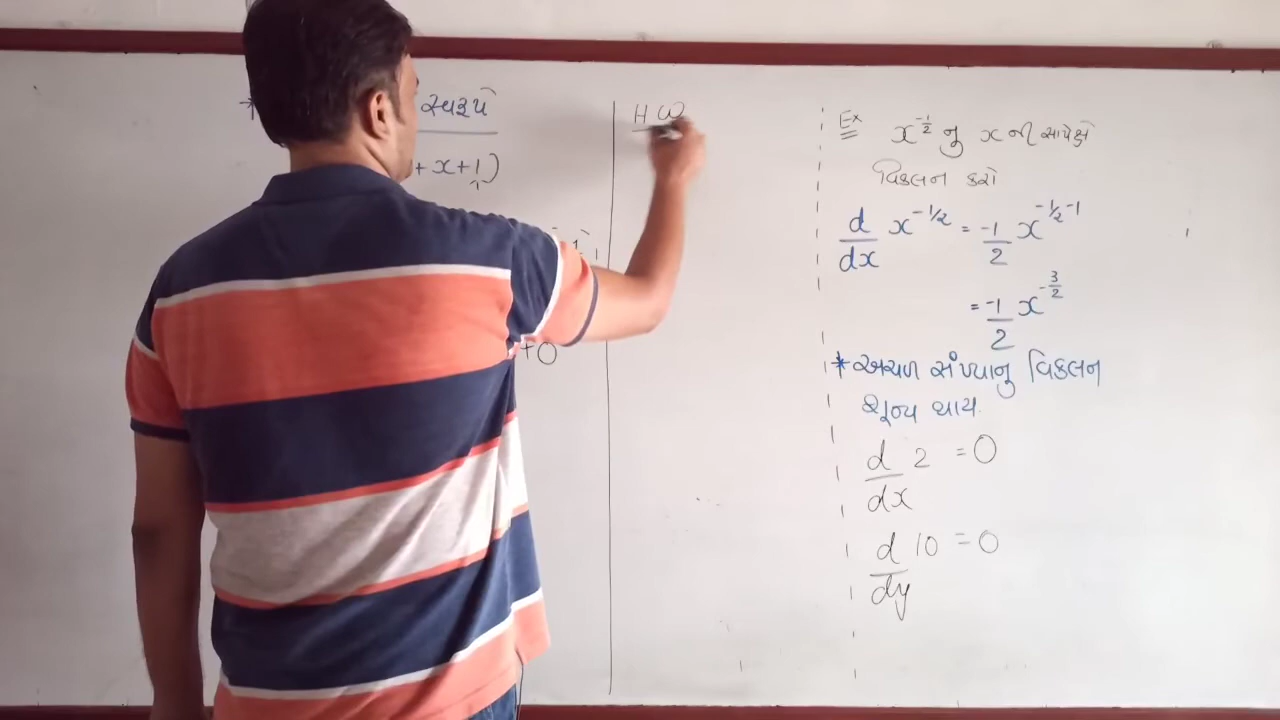 સ્વરૂપે
+ x + 1)
+0
H W
Ex x^{-1/2} નુ x ની સાપેક્ષે
વિકલન કરો
d/dx x^{-1/2} = -1/2 x^{-1/2-1}
= -1/2 x^{-3/2}
* અચળ સંખ્યાનુ વિકલન
શૂન્ય થાય.
d/dx 2 = 0
d/dy 10 = 0